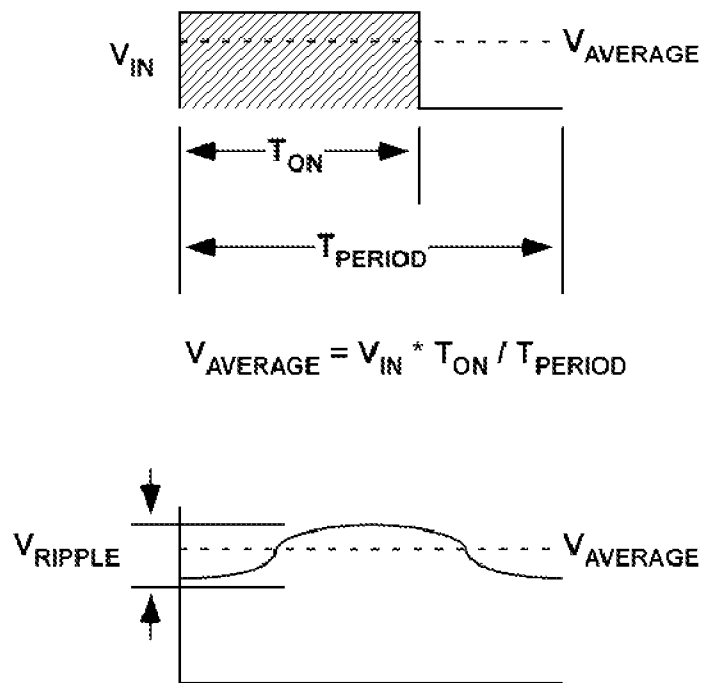 V_IN
V_AVERAGE
T_ON
T_PERIOD
V_AVERAGE = V_IN * T_ON / T_PERIOD
V_RIPPLE
V_AVERAGE